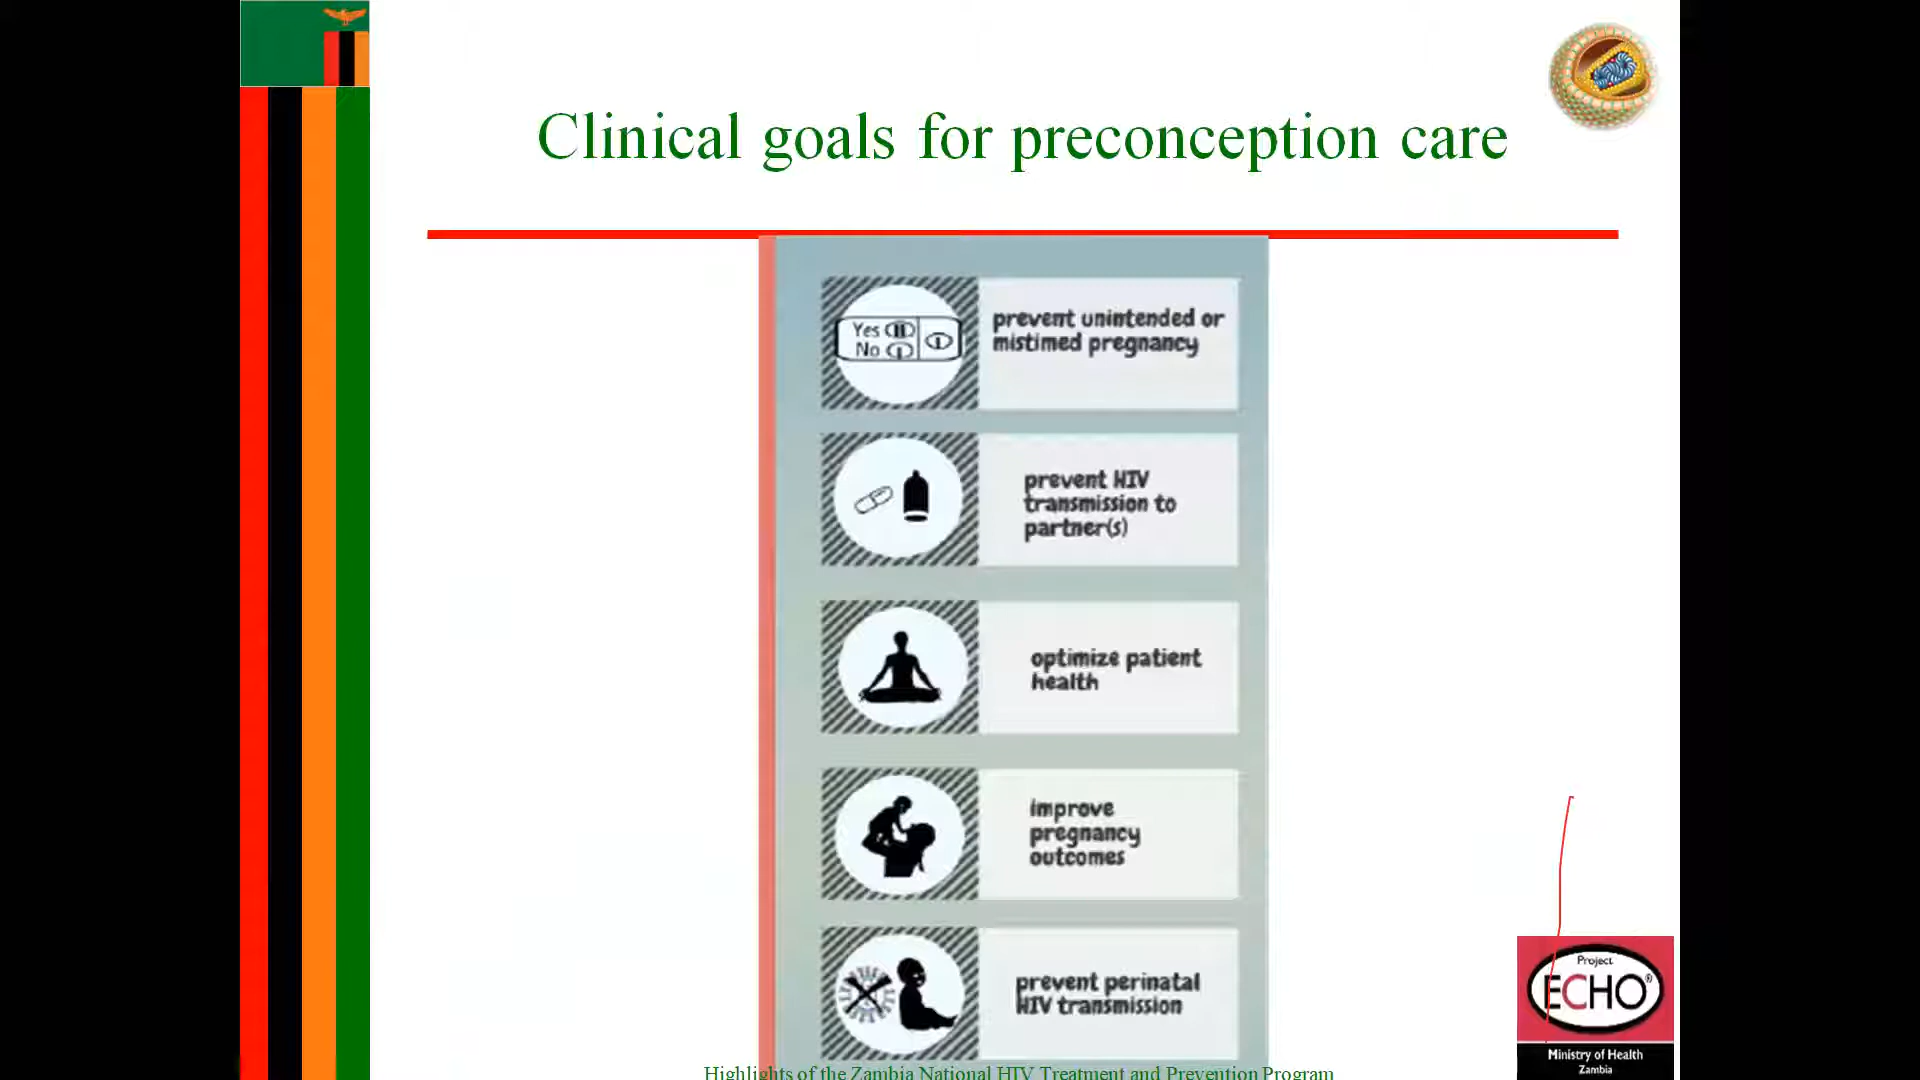 Clinical goals for preconception care
Yes
No
prevent unintended or
mistimed pregnancy
prevent HIV
transmission to
partner(s)
optimize patient
health
improve
pregnancy
outcomes
prevent perinatal
HIV transmission
Project
ECHO®
Ministry of Health
Zambia
Highlights of the Zambia National HIV Treatment and Prevention Program